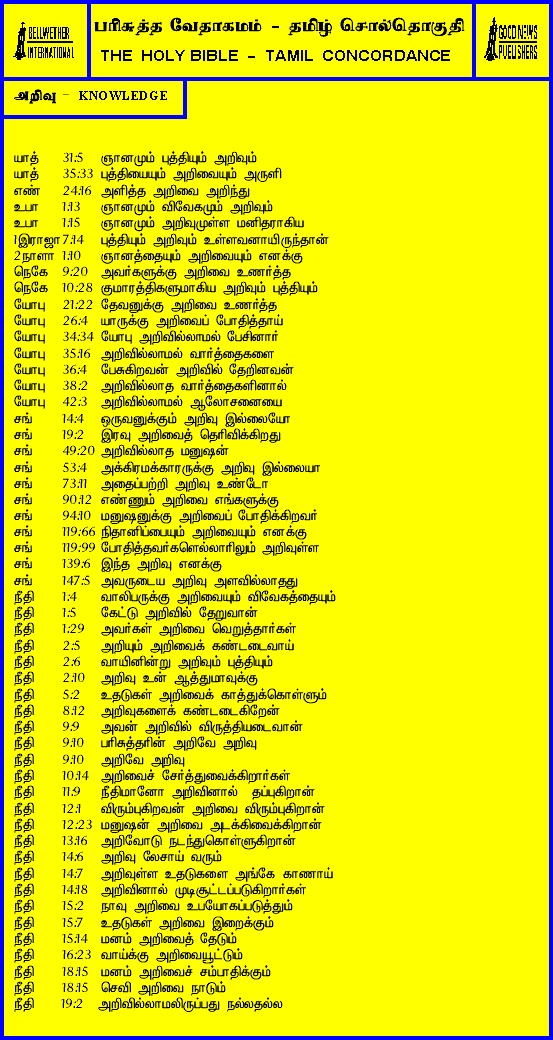 BELLWETHER
INTERNATIONAL
பரிசுத்த வேதாகமம் - தமிழ் சொல்தொகுதி
THE HOLY BIBLE - TAMIL CONCORDANCE
GOOD NEWS
PUBLISHERS
அறிவு - KNOWLEDGE
யாத் 31:5 ஞானமும் புத்தியும் அறிவும்
யாத் 35:33 புத்தியையும் அறிவையும் அருளி
எண் 24:16 அளித்த அறிவை அறிந்து
உபா 1:13 ஞானமும் விவேகமும் அறிவும்
உபா 1:15 ஞானமும் அறிவுமுள்ள மனிதராகிய
1இராஜா 7:14 புத்தியும் அறிவும் உள்ளவனாயிருந்தான்
2நாளா 1:10 ஞானத்தையும் அறிவையும் எனக்கு
நெகே 9:20 அவர்களுக்கு அறிவை உணர்த்த
நெகே 10:28 குமாரத்திகளுமாகிய அறிவும் புத்தியும்
யோபு 21:22 தேவனுக்கு அறிவை உணர்த்த
யோபு 26:4 யாருக்கு அறிவைப் போதித்தாய்
யோபு 34:34 யோபு அறிவில்லாமல் பேசினார்
யோபு 35:16 அறிவில்லாமல் வார்த்தைகளை
யோபு 36:4 பேசுகிறவன் அறிவில் தேறினவன்
யோபு 38:2 அறிவில்லாத வார்த்தைகளினால்
யோபு 42:3 அறிவில்லாமல் ஆலோசனையை
சங் 14:4 ஒருவனுக்கும் அறிவு இல்லையோ
சங் 19:2 இரவு அறிவைத் தெரிவிக்கிறது
சங் 49:20 அறிவில்லாத மனுஷன்
சங் 53:4 அக்கிரமக்காரருக்கு அறிவு இல்லையா
சங் 73:11 அதைப்பற்றி அறிவு உண்டோ
சங் 90:12 எண்ணும் அறிவை எங்களுக்கு
சங் 94:10 மனுஷனுக்கு அறிவைப் போதிக்கிறவர்
சங் 119:66 நிதானிப்பையும் அறிவையும் எனக்கு
சங் 119:99 போதித்தவர்களெல்லாரிலும் அறிவுள்ள
சங் 139:6 இந்த அறிவு எனக்கு
சங் 147:5 அவருடைய அறிவு அளவில்லாதது
நீதி 1:4 வாலிபருக்கு அறிவையும் விவேகத்தையும்
நீதி 1:5 கேட்டு அறிவில் தேறுவான்
நீதி 1:29 அவர்கள் அறிவை வெறுத்தார்கள்
நீதி 2:5 அறியும் அறிவைக் கண்டடைவாய்
நீதி 2:6 வாயினின்று அறிவும் புத்தியும்
நீதி 2:10 அறிவு உன் ஆத்துமாவுக்கு
நீதி 5:2 உதடுகள் அறிவைக் காத்துக்கொள்ளும்
நீதி 8:12 அறிவுகளைக் கண்டடைகிறேன்
நீதி 9:9 அவன் அறிவில் விருத்தியடைவான்
நீதி 9:10 பரிசுத்தரின் அறிவே அறிவு
நீதி 9:10 அறிவே அறிவு
நீதி 10:14 அறிவைச் சேர்த்துவைக்கிறார்கள்
நீதி 11:9 நீதிமானோ அறிவினால் தப்புகிறான்
நீதி 12:1 விரும்புகிறவன் அறிவை விரும்புகிறான்
நீதி 12:23 மனுஷன் அறிவை அடக்கிவைக்கிறான்
நீதி 13:16 அறிவோடு நடந்துகொள்ளுகிறான்
நீதி 14:6 அறிவு லேசாய் வரும்
நீதி 14:7 அறிவுள்ள உதடுகளை அங்கே காணாய்
நீதி 14:18 அறிவினால் முடிசூட்டப்படுகிறார்கள்
நீதி 15:2 நாவு அறிவை உபயோகப்படுத்தும்
நீதி 15:7 உதடுகள் அறிவை இறைக்கும்
நீதி 15:14 மனம் அறிவைத் தேடும்
நீதி 16:23 வாய்க்கு அறிவையூட்டும்
நீதி 18:15 மனம் அறிவைச் சம்பாதிக்கும்
நீதி 18:15 செவி அறிவை நாடும்
நீதி 19:2 அறிவில்லாமலிருப்பது நல்லதல்ல